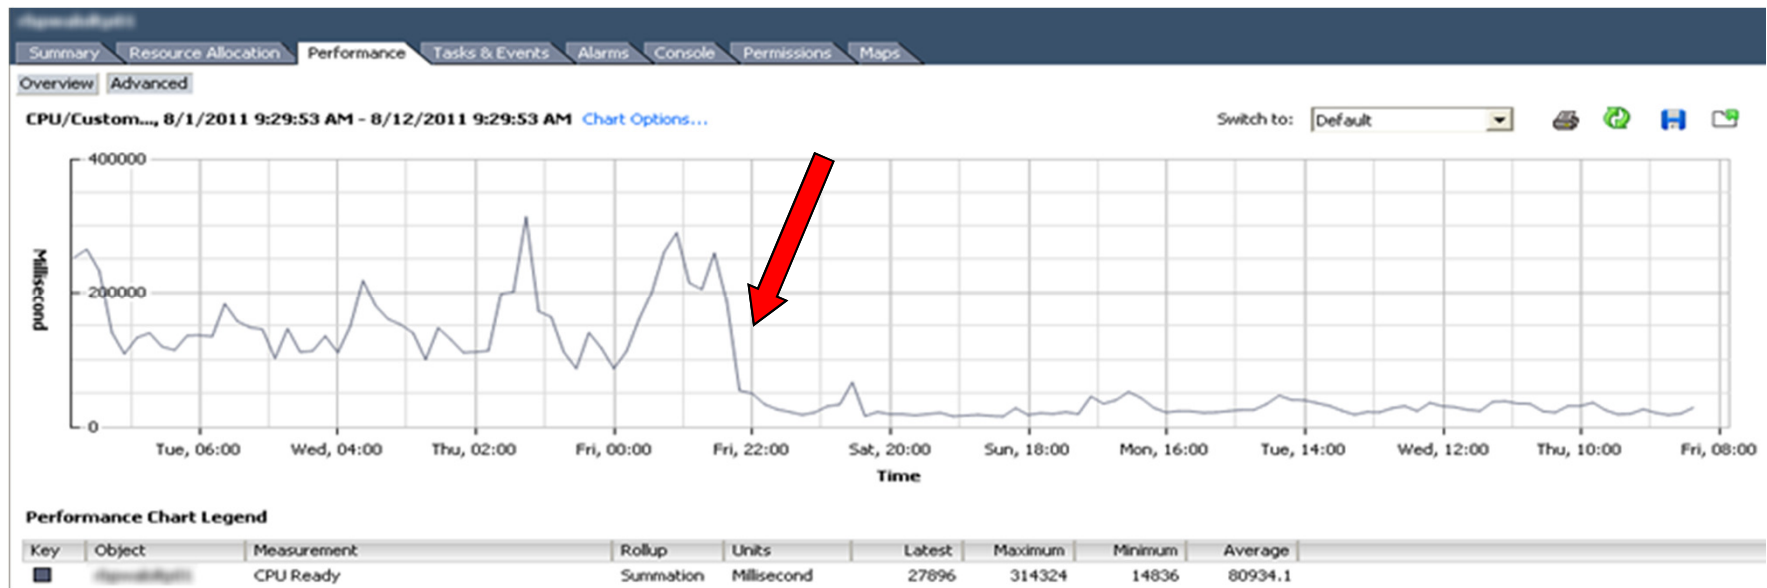 Summary Resource Allocation Performance Tasks & Events Alarms Console Permissions Maps
Overview Advanced
CPU/Custom..., 8/1/2011 9:29:53 AM - 8/12/2011 9:29:53 AM Chart Options... Switch to: Default
400000
200000
0
Millisecond
Tue, 06:00 Wed, 04:00 Thu, 02:00 Fri, 00:00 Fri, 22:00 Sat, 20:00 Sun, 18:00 Mon, 16:00 Tue, 14:00 Wed, 12:00 Thu, 10:00 Fri, 08:00
Time
Performance Chart Legend
Key Object Measurement Rollup Units Latest Maximum Minimum Average
CPU Ready Summation Millisecond 27896 314324 14836 80934.1